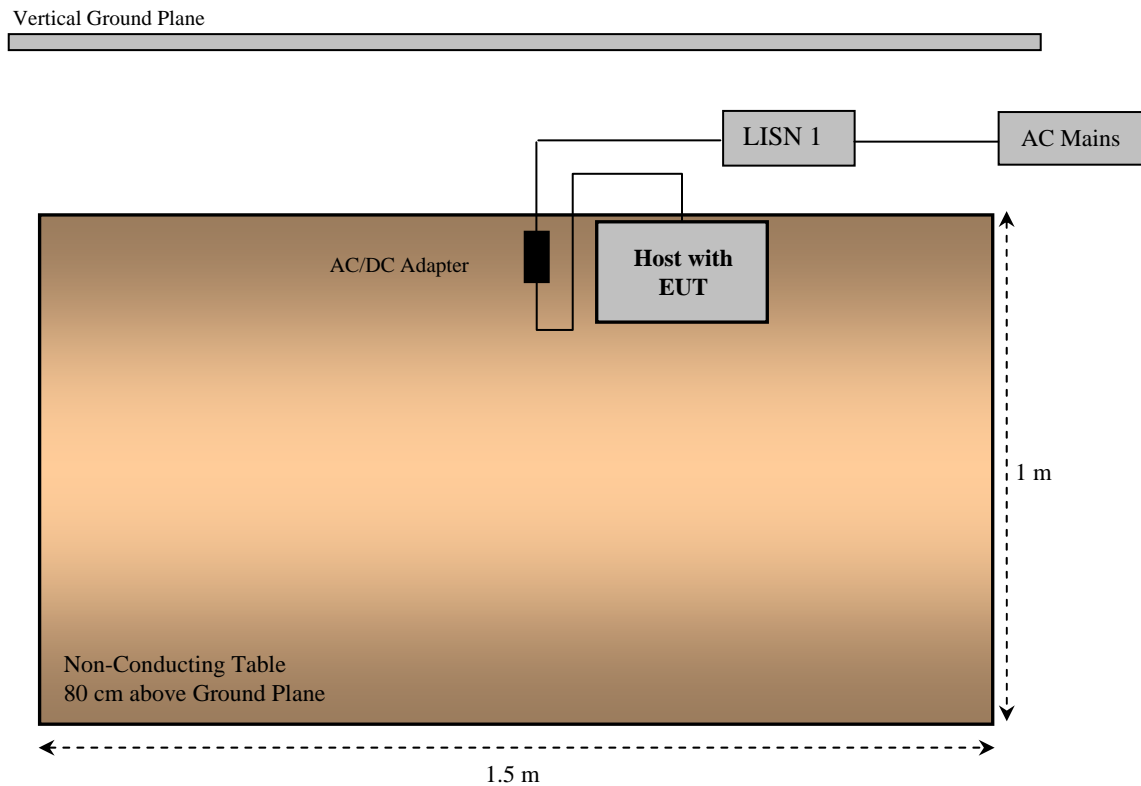 Vertical Ground Plane
LISN 1
AC Mains
AC/DC Adapter
Host with
EUT
1 m
Non-Conducting Table
80 cm above Ground Plane
1.5 m